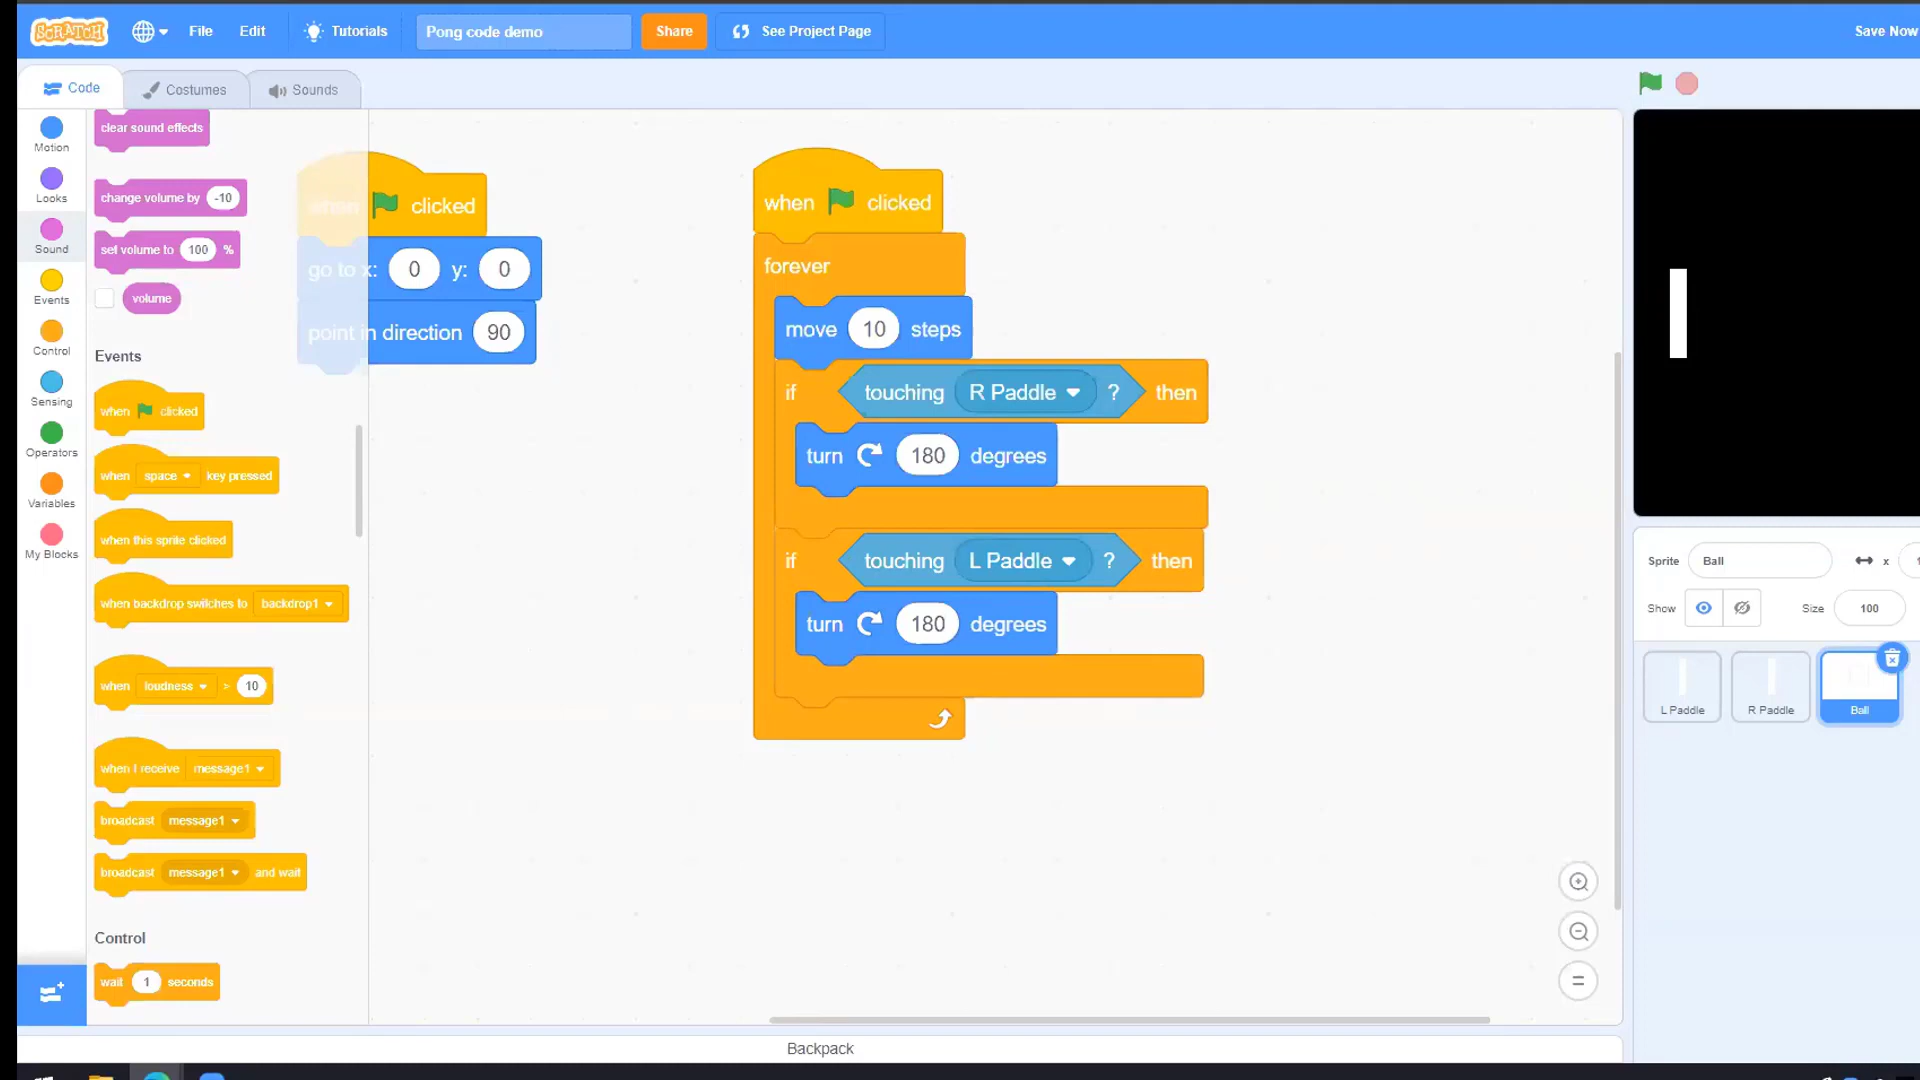 SCRATCH
File
Edit
Tutorials
Pong code demo
Share
See Project Page
Save Now
Code
Costumes
Sounds
Motion
Looks
Sound
Events
Control
Sensing
Operators
Variables
My Blocks
clear sound effects
change volume by -10
set volume to 100 %
volume
Events
when clicked
when space key pressed
when this sprite clicked
when backdrop switches to backdrop1
when loudness > 10
when I receive message1
broadcast message1
broadcast message1 and wait
Control
wait 1 seconds
when clicked
go to x: 0 y: 0
point in direction 90
when clicked
forever
move 10 steps
if touching R Paddle ? then
turn 180 degrees
if touching L Paddle ? then
turn 180 degrees
Sprite Ball x
Show Size 100
L Paddle
R Paddle
Ball
Backpack